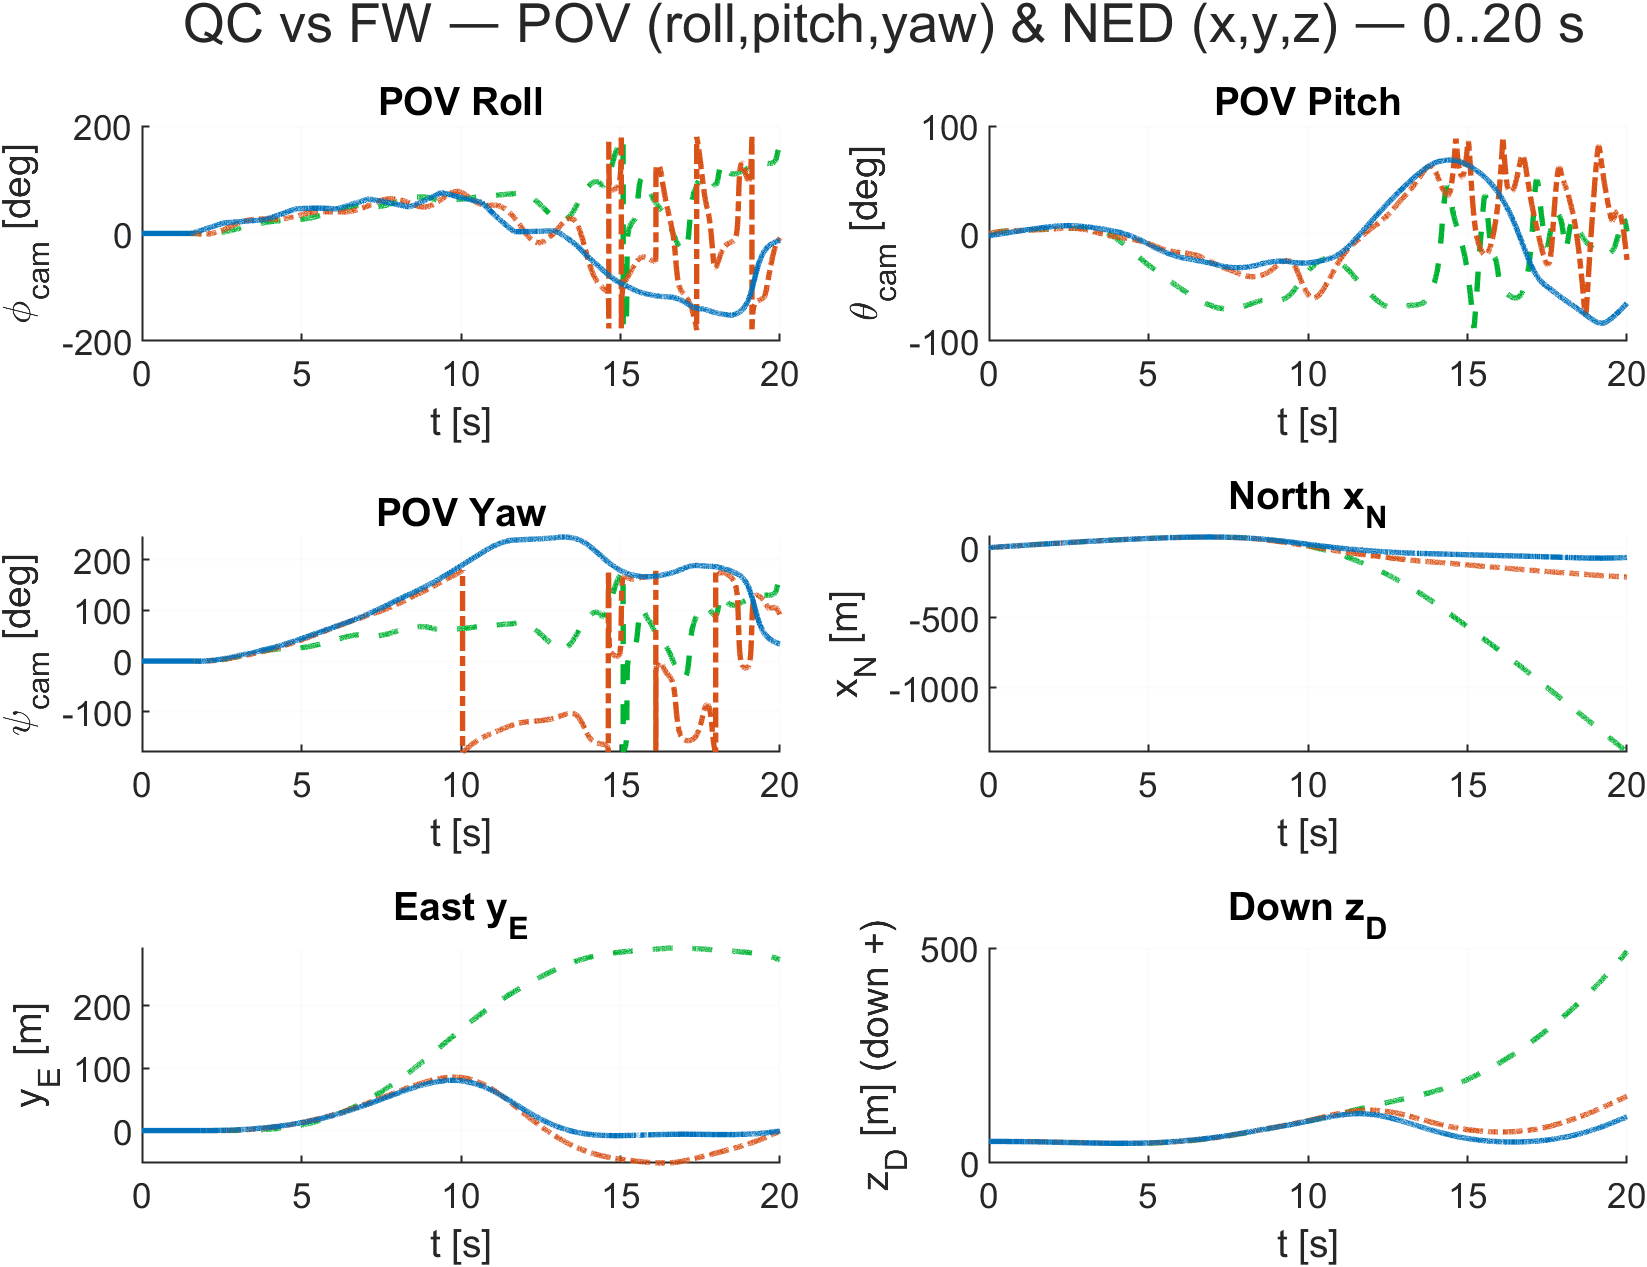 QC vs FW — POV (roll,pitch,yaw) & NED (x,y,z) — 0..20 s
POV Roll
ϕcam [deg]
200
0
-200
0 5 10 15 20
t [s]
POV Pitch
θcam [deg]
100
0
-100
0 5 10 15 20
t [s]
POV Yaw
ψcam [deg]
200
100
0
-100
0 5 10 15 20
t [s]
North xN
xN [m]
0
-500
-1000
0 5 10 15 20
t [s]
East yE
yE [m]
200
100
0
0 5 10 15 20
t [s]
Down zD
zD [m] (down +)
500
0
0 5 10 15 20
t [s]